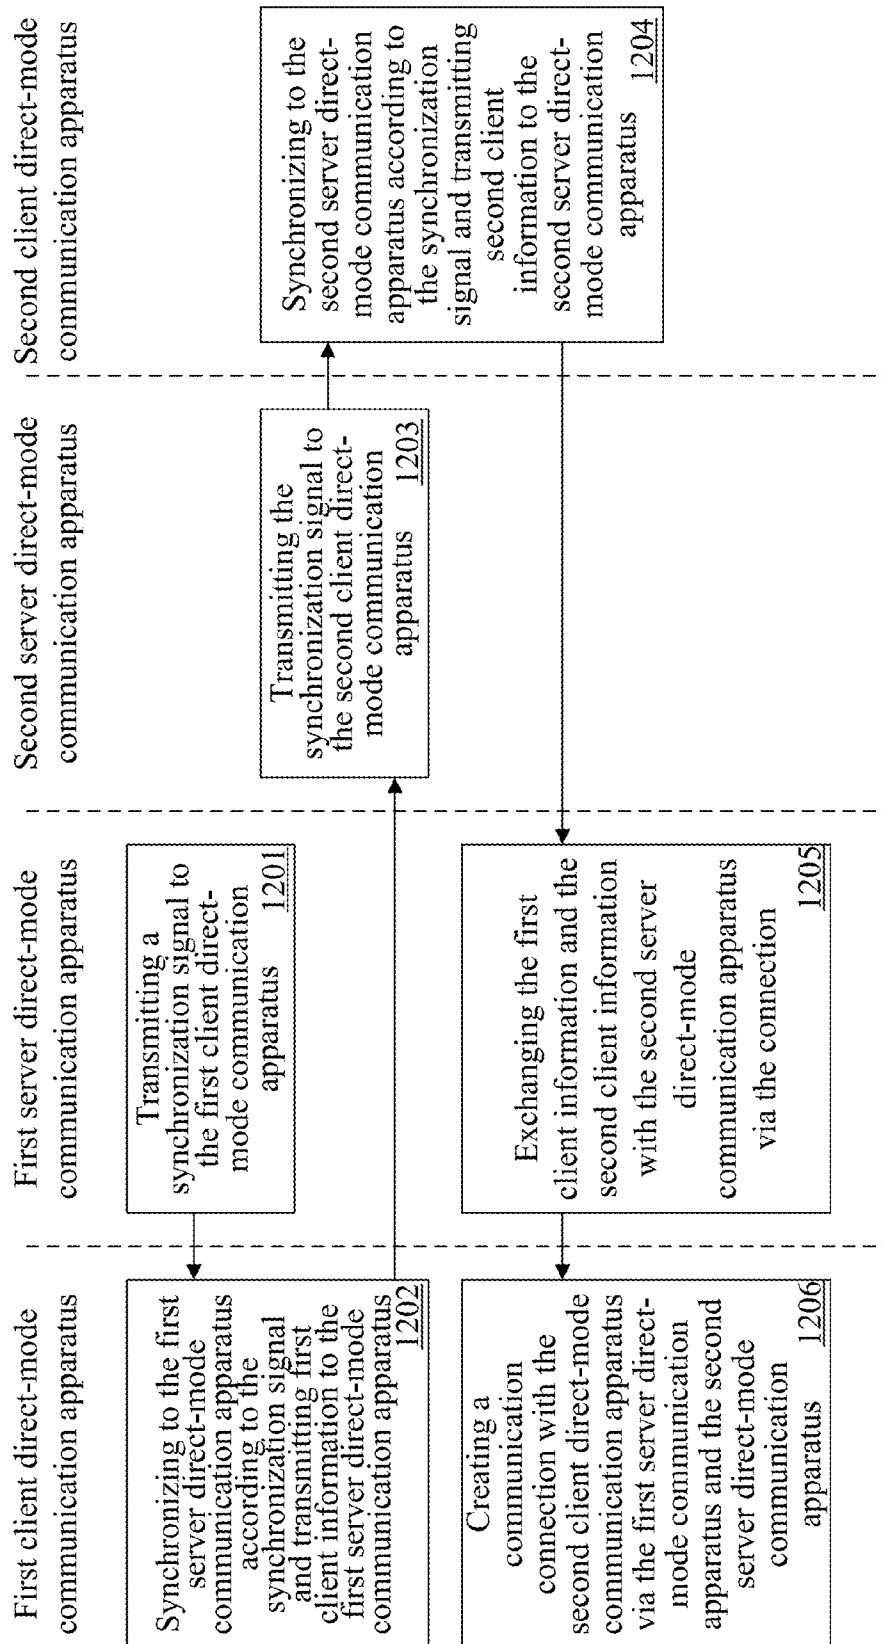 First client direct-mode
communication apparatus
First server direct-mode
communication apparatus
Second server direct-mode
communication apparatus
Second client direct-mode
communication apparatus
Transmitting a
synchronization signal to
the first client direct-
mode communication
apparatus
1201
Synchronizing to the first
server direct-mode
communication apparatus
according to the
synchronization signal
and transmitting first
client information to the
first server direct-mode
communication apparatus
1202
Transmitting the
synchronization signal to
the second client direct-
mode communication
apparatus
1203
Synchronizing to the
second server direct-
mode communication
apparatus according to
the synchronization
signal and transmitting
second client
information to the
second server direct-
mode communication
apparatus
1204
Exchanging the first
client information and the
second client information
with the second server
direct-mode
communication apparatus
via the connection
1205
Creating a
communication
connection with the
second client direct-mode
communication apparatus
via the first server direct-
mode communication
apparatus and the second
server direct-mode
communication
apparatus
1206